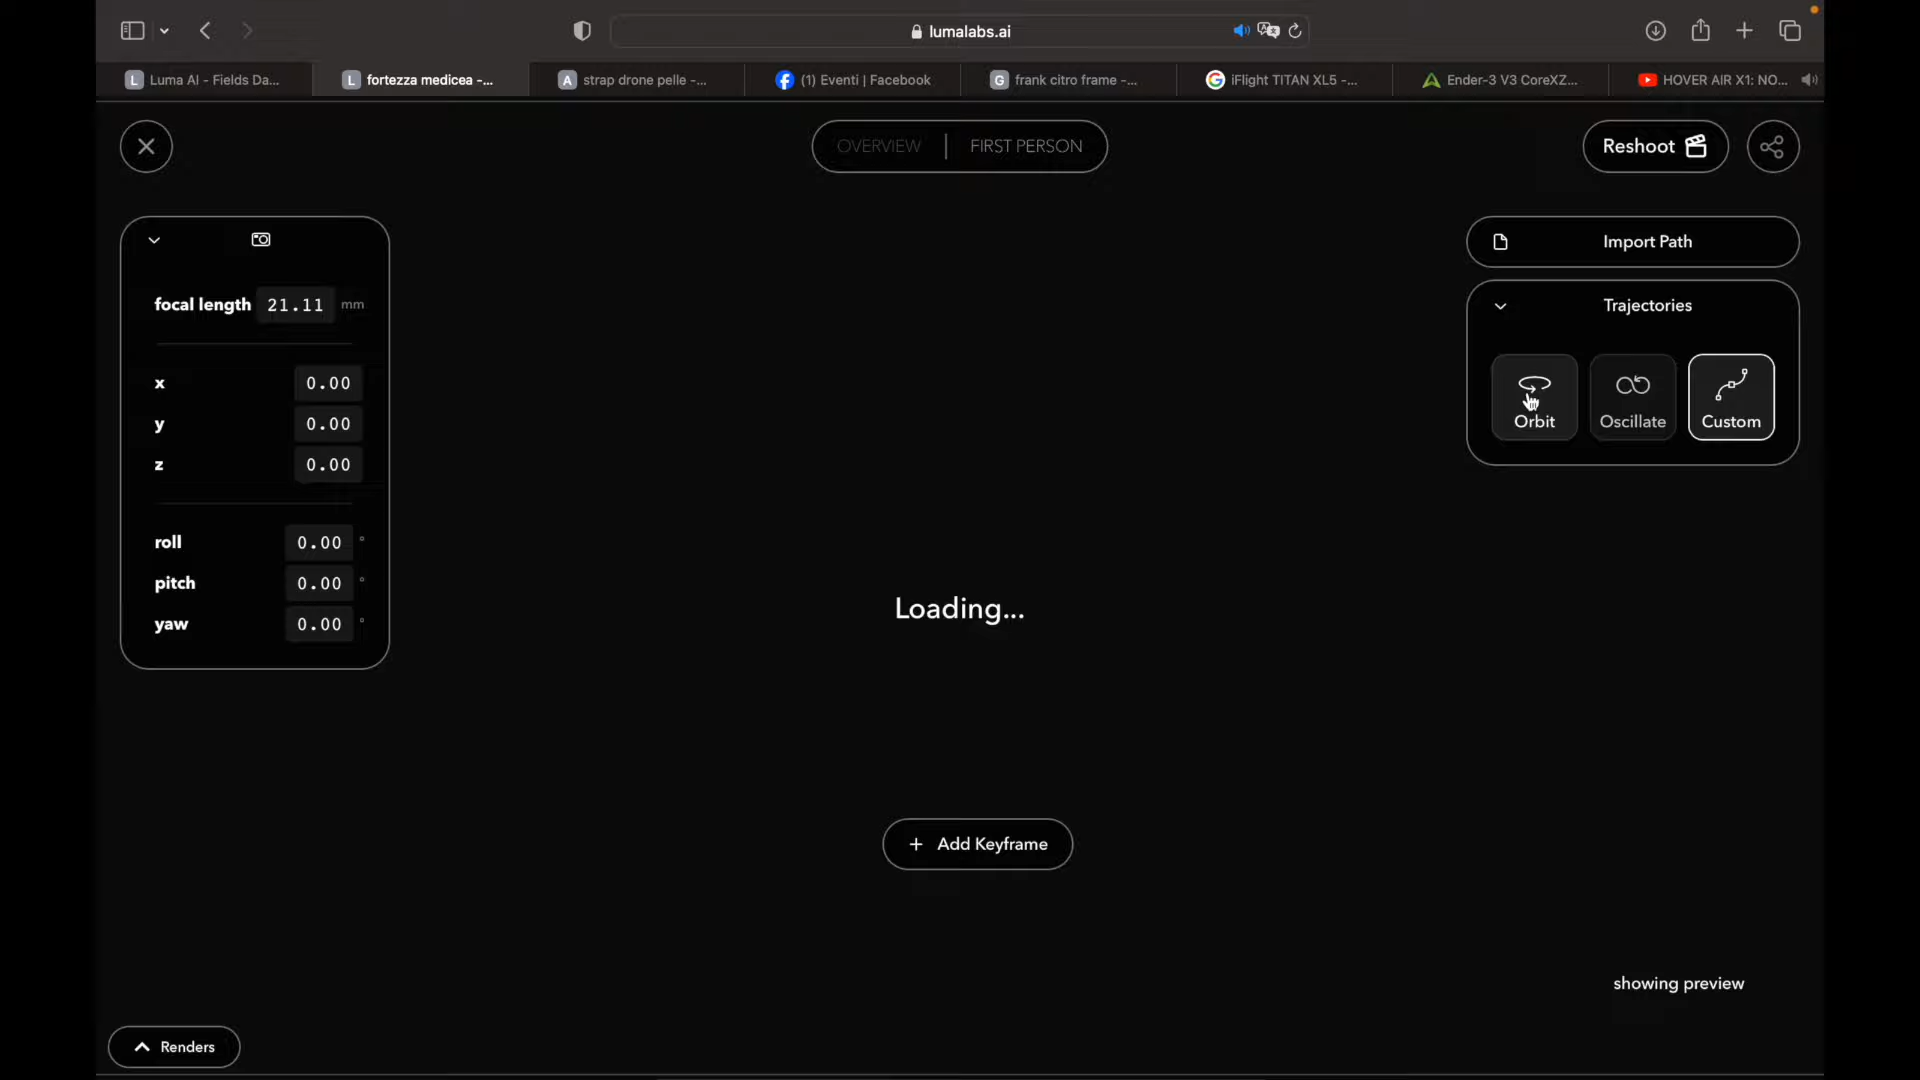 lumalabs.ai
Luma AI - Fields Da...
fortezza medicea -...
strap drone pelle -...
(1) Eventi | Facebook
frank citro frame -...
iFlight TITAN XL5 -...
Ender-3 V3 CoreXZ...
HOVER AIR X1: NO...
OVERVIEW | FIRST PERSON
Reshoot
focal length 21.11 mm
x 0.00
y 0.00
z 0.00
roll 0.00 °
pitch 0.00 °
yaw 0.00 °
Import Path
Trajectories
Orbit
Oscillate
Custom
Loading...
+ Add Keyframe
showing preview
Renders